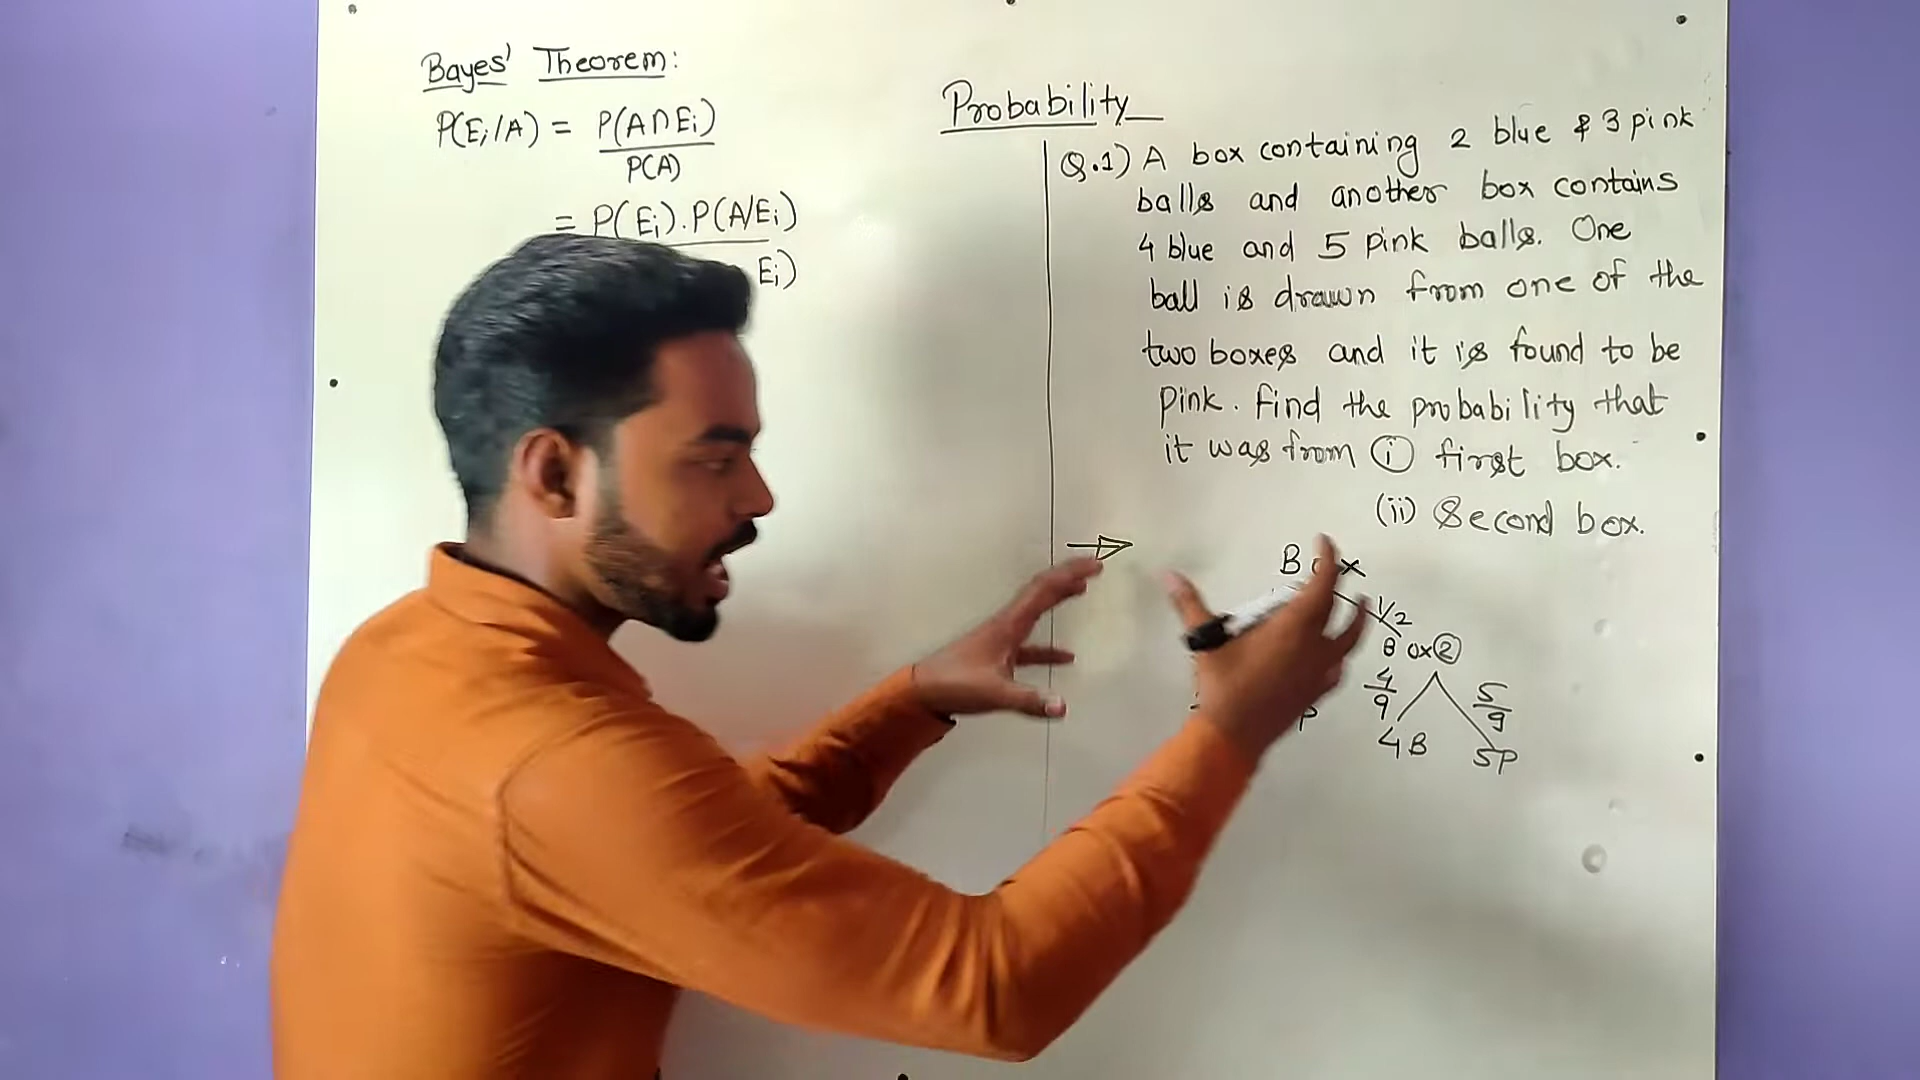 Bayes' Theorem:
P(Ei/A) = P(A∩Ei)
P(A)
= P(Ei).P(A/Ei)
Ei)
Probability
Q.1) A box containing 2 blue & 3 pink
balls and another box contains
4 blue and 5 pink balls. One
ball is drawn from one of the
two boxes and it is found to be
pink. find the probability that
it was from (i) first box.
(ii) Second box.
Box
1/2
Box 2
4/9 5/9
P
4B 5P